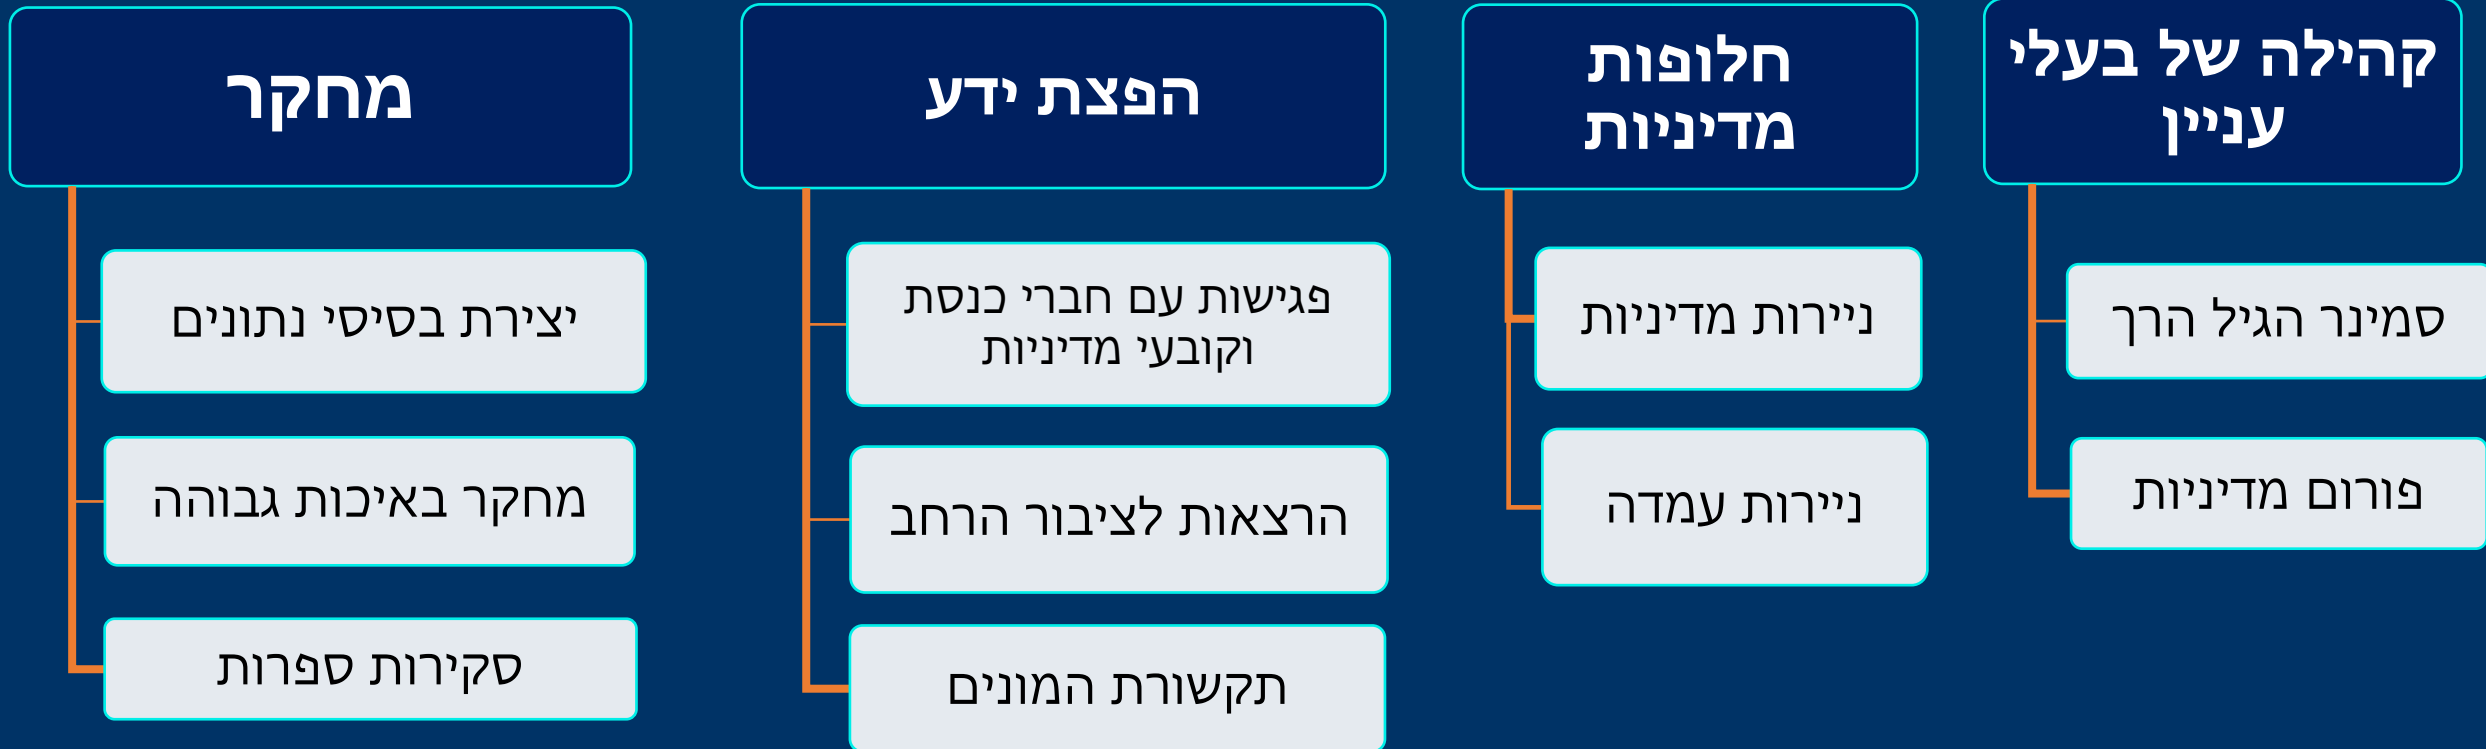 קהילה של בעלי
עניין
סמינר הגיל הרך
פורום מדיניות
חלופות
מדיניות
ניירות מדיניות
ניירות עמדה
הפצת ידע
פגישות עם חברי כנסת
וקובעי מדיניות
הרצאות לציבור הרחב
תקשורת המונים
מחקר
יצירת בסיסי נתונים
מחקר באיכות גבוהה
סקירות ספרות